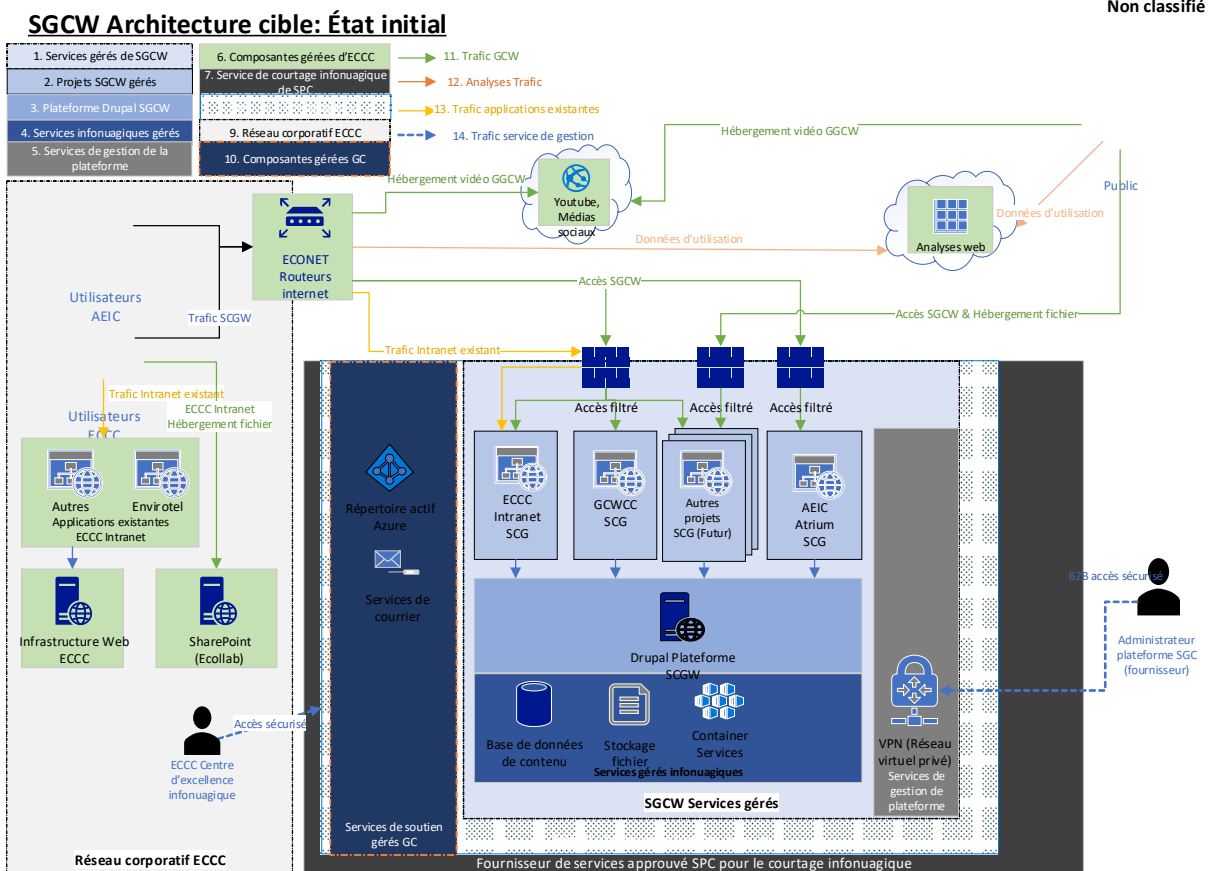 Non classifié
SGCW Architecture cible: État initial
1. Services gérés de SGCW
2. Projets SGCW gérés
3. Plateforme Drupal SGCW
4. Services infonuagiques gérés
5. Services de gestion de la
plateforme
6. Composantes gérées d'ECCC
7. Service de courtage infonuagique
de SPC
9. Réseau corporatif ECCC
10. Composantes gérées GC
11. Trafic GCW
12. Analyses Trafic
13. Trafic applications existantes
14. Trafic service de gestion
Hébergement vidéo GGCW
Hébergement vidéo GGCW
Youtube,
Médias
sociaux
Public
Données d'utilisation
Analyses web
Données d'utilisation
ECONET
Routeurs
internet
Accès SGCW
Utilisateurs
AEIC
Trafic SCGW
Accès SGCW & Hébergement fichier
Trafic Intranet existant
Trafic Intranet existant
ECCC Intranet
Hébergement fichier
Utilisateurs
ECCC
Accès filtré
Accès filtré
Accès filtré
Autres
Envirotel
Applications existantes
ECCC Intranet
Répertoire actif
Azure
ECCC
Intranet
SCG
GCWCC
SCG
Autres
projets
SCG (Futur)
AEIC
Atrium
SCG
Services de
courrier
B2B accès sécurisé
Infrastructure Web
ECCC
SharePoint
(Ecollab)
Drupal Plateforme
SCGW
Administrateur
plateforme SGC
(fournisseur)
Accès sécurisé
Base de données
de contenu
Stockage
fichier
Container
Services
Services gérés infonuagiques
VPN (Réseau
virtuel privé)
Services de
gestion de
plateforme
ECCC Centre
d'excellence
infonuagique
SGCW Services gérés
Services de soutien
gérés GC
Réseau corporatif ECCC
Fournisseur de services approuvé SPC pour le courtage infonuagique